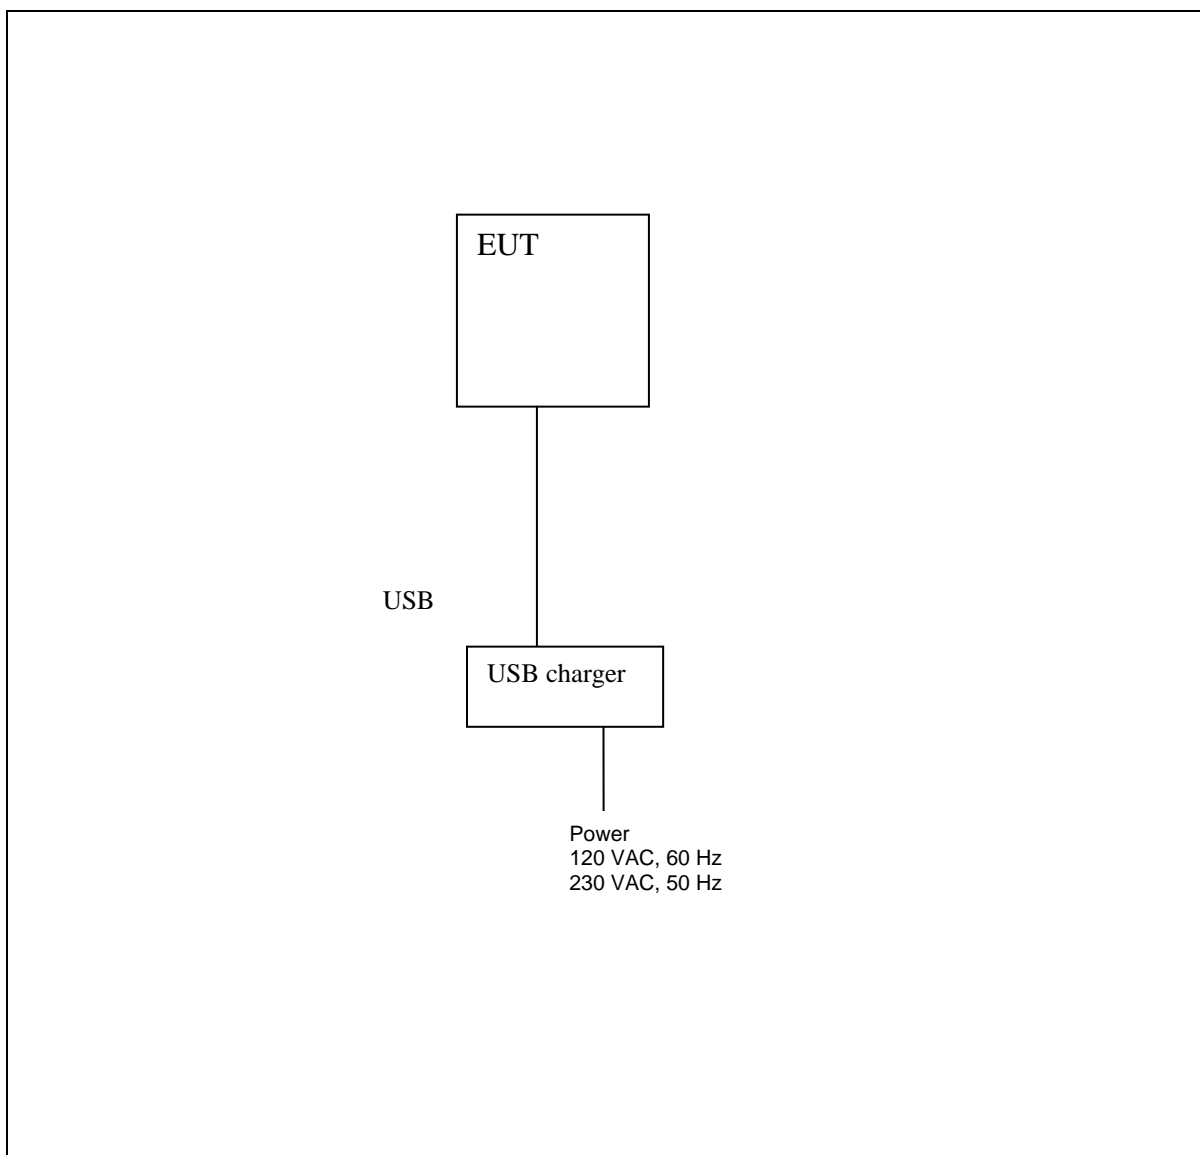 EUT
USB
USB charger
Power
120 VAC, 60 Hz
230 VAC, 50 Hz